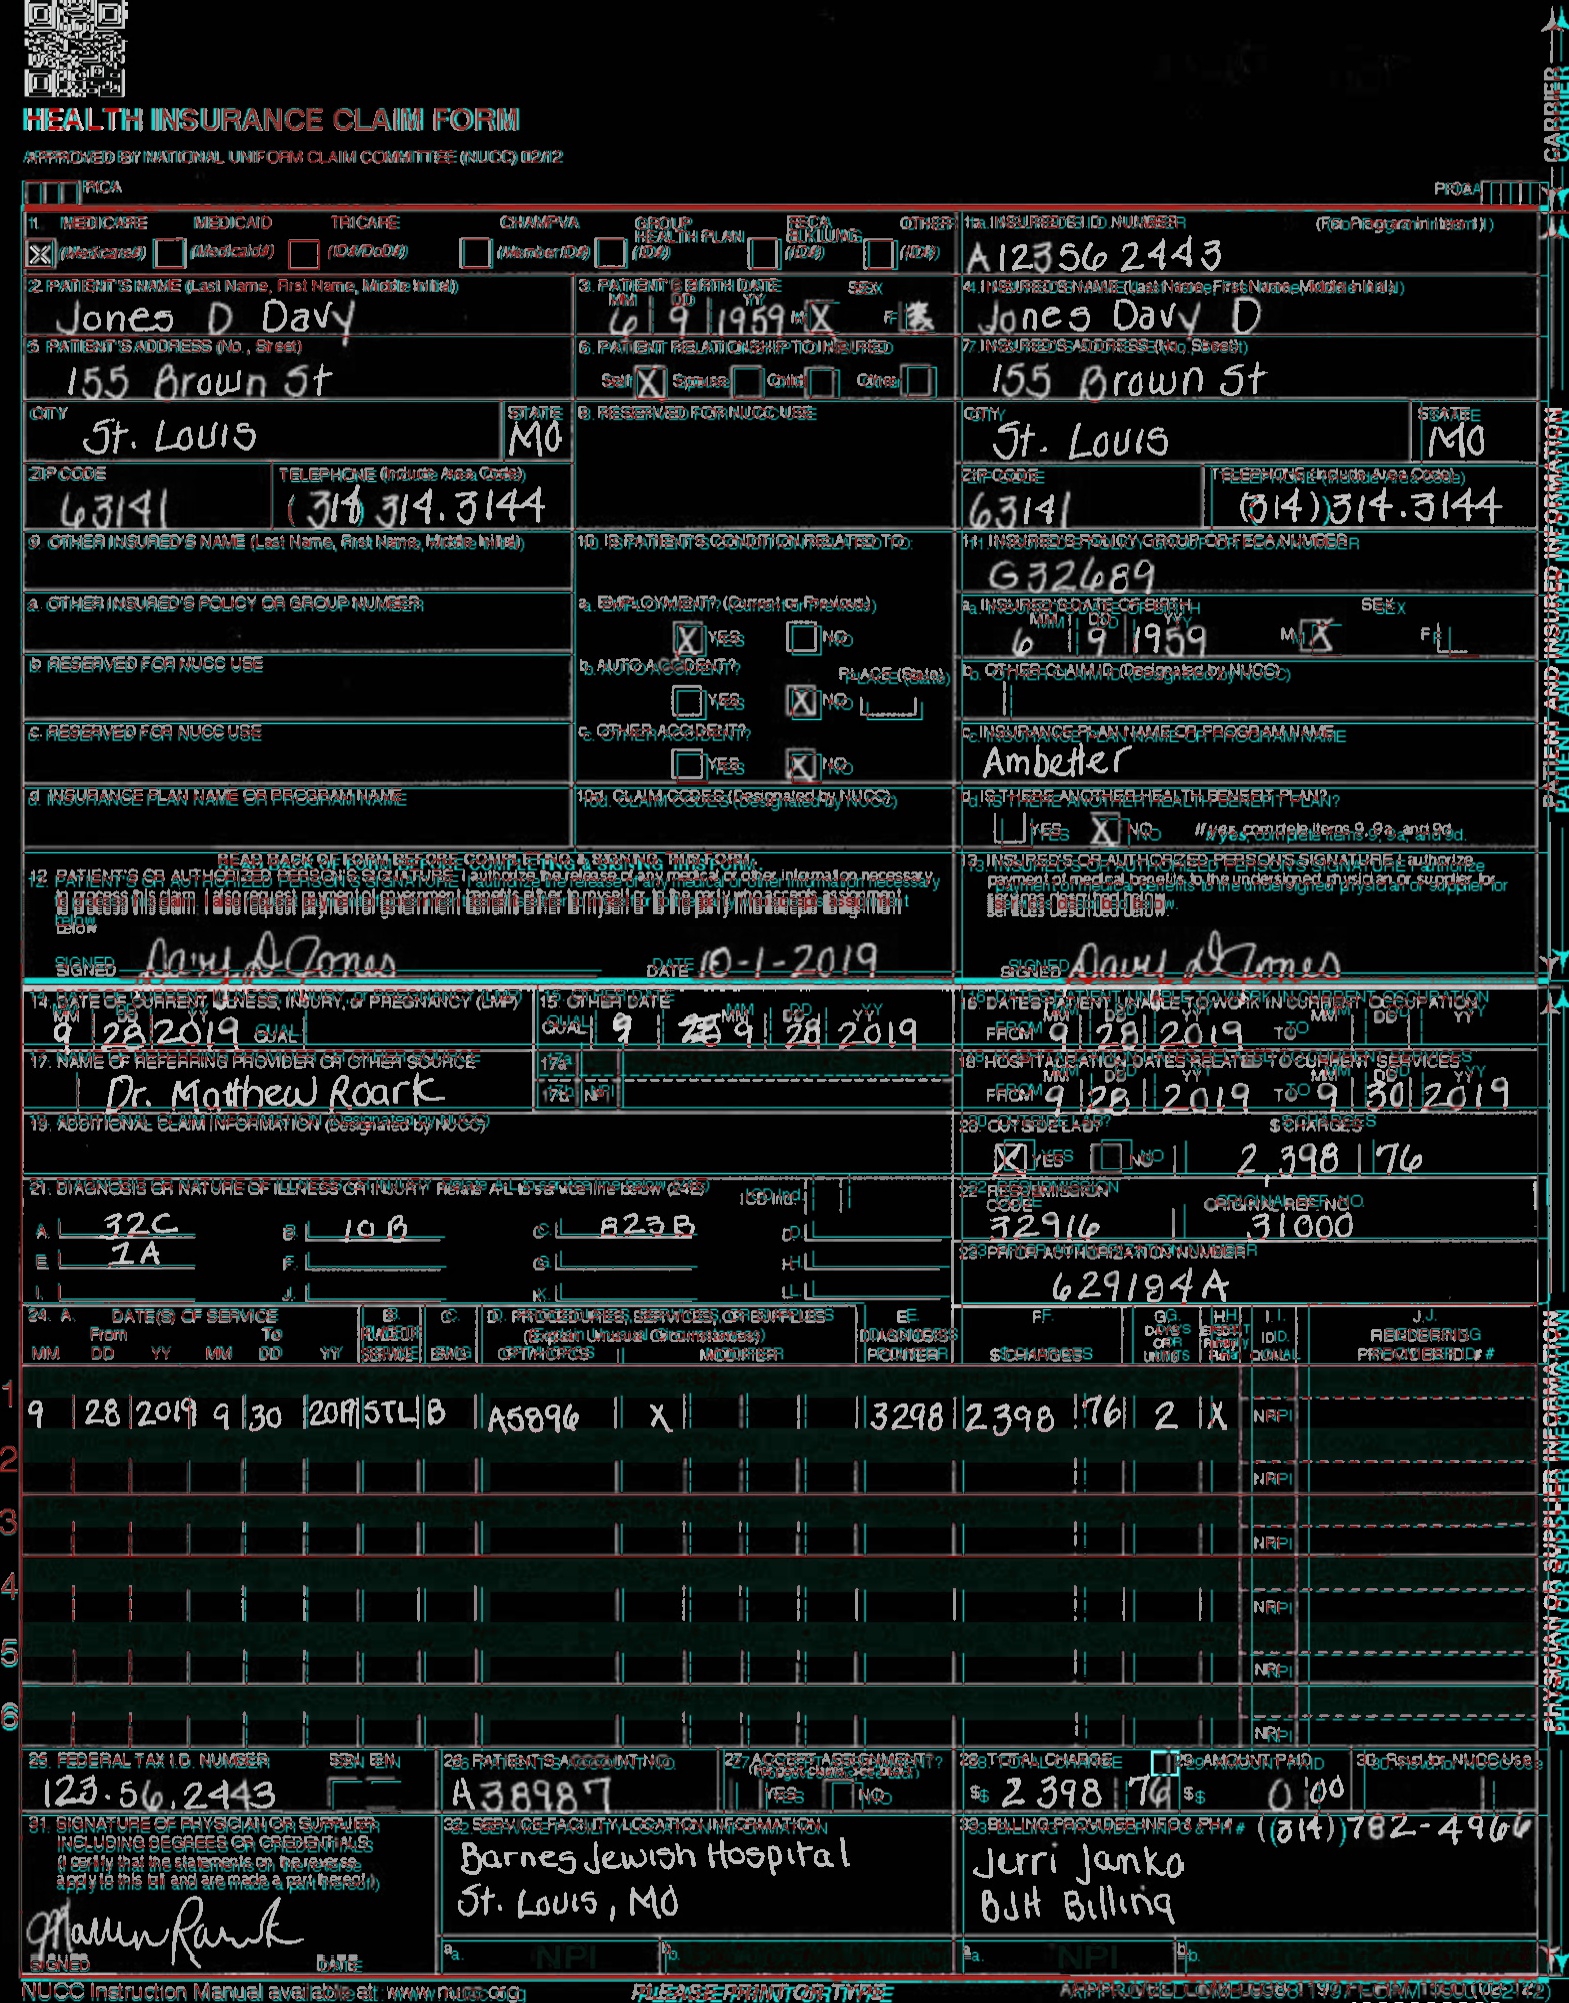 HEALTH INSURANCE CLAIM FORM
APPROVED BY NATIONAL UNIFORM CLAIM COMMITTEE (NUCC) 02/12
PICA PICA
CARRIER
1. MEDICARE MEDICAID TRICARE CHAMPVA GROUP HEALTH PLAN FECA BLK LUNG OTHER 1a. INSURED'S I.D. NUMBER (For Program in Item 1)
X (Medicare#) (Medicaid#) (ID#/DoD#) (Member ID#) (ID#) (ID#) (ID#) A12356 2443
2. PATIENT'S NAME (Last Name, First Name, Middle Initial) 3. PATIENT'S BIRTH DATE SEX 4. INSURED'S NAME (Last Name, First Name, Middle Initial)
MM DD YY
Jones D Davy 6 9 1959 M X F Jones Davy D
5. PATIENT'S ADDRESS (No., Street) 6. PATIENT RELATIONSHIP TO INSURED 7. INSURED'S ADDRESS (No., Street)
155 Brown St Self X Spouse Child Other 155 Brown St
CITY STATE 8. RESERVED FOR NUCC USE CITY STATE
St. Louis MO St. Louis MO
ZIP CODE TELEPHONE (Include Area Code) ZIP CODE TELEPHONE (Include Area Code)
63141 (314) 314.3144 63141 (314) 314.3144
9. OTHER INSURED'S NAME (Last Name, First Name, Middle Initial) 10. IS PATIENT'S CONDITION RELATED TO: 11. INSURED'S POLICY GROUP OR FECA NUMBER
G32689
a. OTHER INSURED'S POLICY OR GROUP NUMBER a. EMPLOYMENT? (Current or Previous) a. INSURED'S DATE OF BIRTH SEX
MM DD YY
X YES NO 6 9 1959 M X F
b. RESERVED FOR NUCC USE b. AUTO ACCIDENT? PLACE (State) b. OTHER CLAIM ID (Designated by NUCC)
YES X NO
c. RESERVED FOR NUCC USE c. OTHER ACCIDENT? c. INSURANCE PLAN NAME OR PROGRAM NAME
YES X NO Ambetter
d. INSURANCE PLAN NAME OR PROGRAM NAME 10d. CLAIM CODES (Designated by NUCC) d. IS THERE ANOTHER HEALTH BENEFIT PLAN?
YES X NO If yes, complete items 9, 9a, and 9d.
READ BACK OF FORM BEFORE COMPLETING & SIGNING THIS FORM.
12. PATIENT'S OR AUTHORIZED PERSON'S SIGNATURE I authorize the release of any medical or other information necessary
to process this claim. I also request payment of government benefits either to myself or to the party who accepts assignment
below.
13. INSURED'S OR AUTHORIZED PERSON'S SIGNATURE I authorize
payment of medical benefits to the undersigned physician or supplier for
services described below.
SIGNED Davy D Jones DATE 10-1-2019 SIGNED Davy D Jones
PATIENT AND INSURED INFORMATION
14. DATE OF CURRENT ILLNESS, INJURY, or PREGNANCY (LMP) 15. OTHER DATE 16. DATES PATIENT UNABLE TO WORK IN CURRENT OCCUPATION
MM DD YY MM DD YY MM DD YY MM DD YY
9 28 2019 QUAL. QUAL. 9 9 28 2019 FROM 9 28 2019 TO
17. NAME OF REFERRING PROVIDER OR OTHER SOURCE 17a. 18. HOSPITALIZATION DATES RELATED TO CURRENT SERVICES
MM DD YY MM DD YY
Dr. Matthew Roark 17b. NPI FROM 9 28 2019 TO 9 30 2019
19. ADDITIONAL CLAIM INFORMATION (Designated by NUCC) 20. OUTSIDE LAB? $ CHARGES
X YES NO 2,398 76
21. DIAGNOSIS OR NATURE OF ILLNESS OR INJURY Relate A-L to service line below (24E) ICD Ind. 22. RESUBMISSION CODE ORIGINAL REF. NO.
A. 32C B. 10B C. 823B D. 32916 31000
E. 1A F. G. H. 23. PRIOR AUTHORIZATION NUMBER
I. J. K. L. 629194A
24. A. DATE(S) OF SERVICE B. PLACE OF SERVICE C. EMG D. PROCEDURES, SERVICES, OR SUPPLIES E. DIAGNOSIS POINTER F. $ CHARGES G. DAYS OR UNITS H. EPSDT Family Plan I. ID. QUAL. J. RENDERING PROVIDER ID. #
From To (Explain Unusual Circumstances)
MM DD YY MM DD YY CPT/HCPCS MODIFIER
1 9 28 2019 9 30 2019 STL B A5896 X 3298 2398 76 2 X NPI
2 NPI
3 NPI
4 NPI
5 NPI
6 NPI
25. FEDERAL TAX I.D. NUMBER SSN EIN 26. PATIENT'S ACCOUNT NO. 27. ACCEPT ASSIGNMENT? 28. TOTAL CHARGE 29. AMOUNT PAID 30. Rsvd for NUCC Use
(For govt. claims, see back)
123.56.2443 A38987 YES NO $ 2398 76 $ 0 00
31. SIGNATURE OF PHYSICIAN OR SUPPLIER
INCLUDING DEGREES OR CREDENTIALS
(I certify that the statements on the reverse
apply to this bill and are made a part thereof.)
SIGNED DATE
32. SERVICE FACILITY LOCATION INFORMATION
Barnes Jewish Hospital
St. Louis, MO
a. NPI b.
33. BILLING PROVIDER INFO & PH # (314) 782-4966
Jerri Janko
BJH Billing
a. NPI b.
PHYSICIAN OR SUPPLIER INFORMATION
NUCC Instruction Manual available at: www.nucc.org PLEASE PRINT OR TYPE